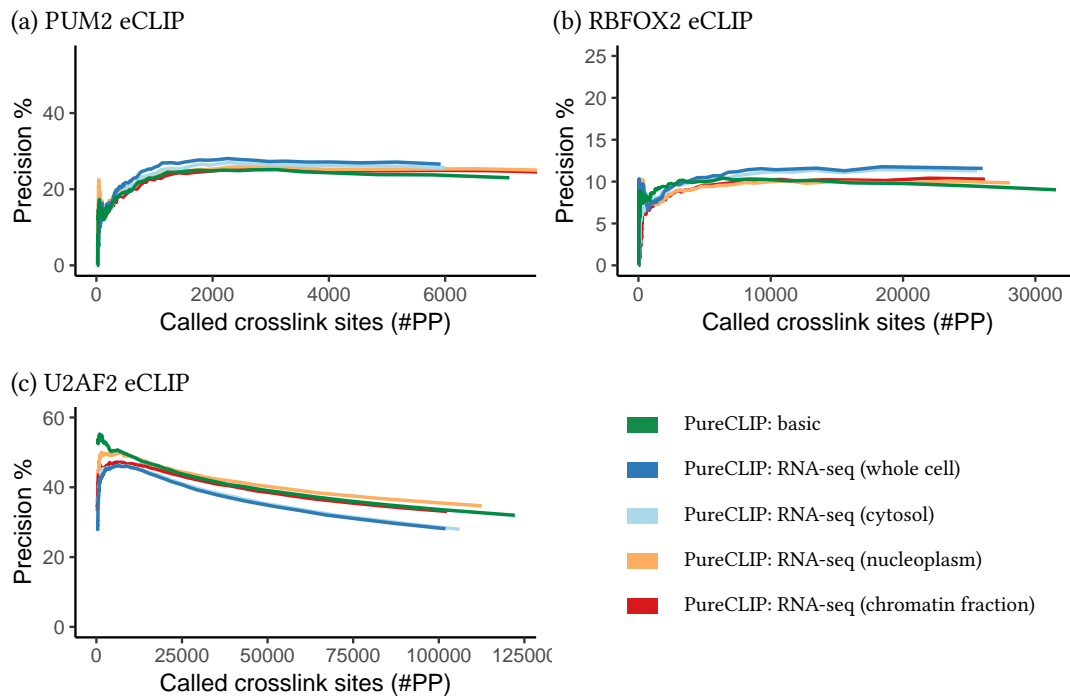 (a) PUM2 eCLIP
Precision %
40
20
0
0 2000 4000 6000
Called crosslink sites (#PP)
(b) RBFOX2 eCLIP
Precision %
25
20
15
10
5
0
0 10000 20000 30000
Called crosslink sites (#PP)
(c) U2AF2 eCLIP
Precision %
60
40
20
0
0 25000 50000 75000 100000 125000
Called crosslink sites (#PP)
PureCLIP: basic
PureCLIP: RNA-seq (whole cell)
PureCLIP: RNA-seq (cytosol)
PureCLIP: RNA-seq (nucleoplasm)
PureCLIP: RNA-seq (chromatin fraction)